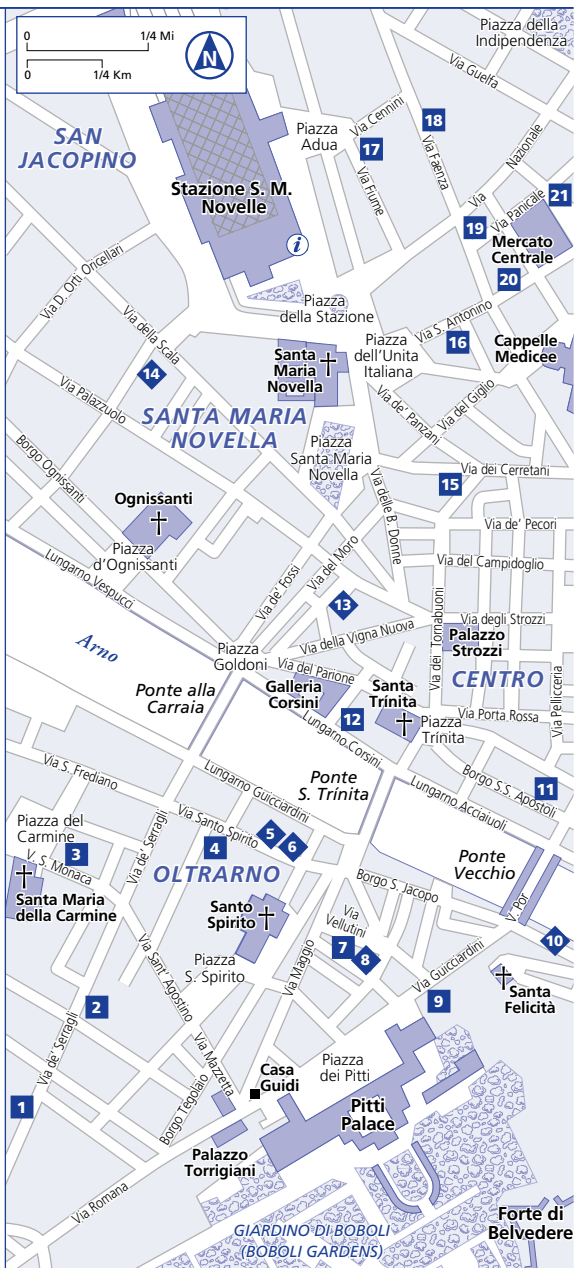 0
1/4 Mi
0
1/4 Km
N
Piazza della
Indipendenza
Via Guelfa
SAN
JACOPINO
Piazza
Adua
Via Cennini
18
17
Via Faenza
Via Fiume
Nazionale
Via
Stazione S. M.
Novelle
i
21
Via Panicale
19
Mercato
Centrale
20
Via D. Orti Oricellari
Piazza
della Stazione
Via S. Antonino
16
Via della Scala
Piazza
dell'Unita
Italiana
Cappelle
Medicee
14
Santa
Maria
Novella
Via Palazzuolo
Via de' Panzani
Via del Giglio
SANTA MARIA
NOVELLA
Piazza
Santa Maria
Novella
Borgo Ognissanti
Via dei Cerretani
15
Ognissanti
Via delle B. Donne
Via de' Pecori
Piazza
d'Ognissanti
Via del Moro
Via del Campidoglio
Lungarno Vespucci
Via de' Fossi
13
Via dei Tornabuoni
Via degli Strozzi
Via della Vigna Nuova
Palazzo
Strozzi
Arno
Piazza
Goldoni
Via del Parione
CENTRO
Ponte alla
Carraia
Galleria
Corsini
Santa
Trínita
Via Pellicceria
12
Via Porta Rossa
Lungarno Corsini
Piazza
Trínita
Via S. Frediano
Lungarno Guicciardini
Ponte
S. Trínita
Borgo S.S. Apostoli
11
Lungarno Acciaiuoli
Piazza del
Carmine
Via de' Serragli
Via Santo Spirito
5
6
3
4
V. S. Monaca
OLTRARNO
Ponte
Vecchio
Borgo S. Jacopo
Santa Maria
della Carmine
Santo
Spirito
Via
Vellutini
V. Por
10
7
8
Via Sant' Agostino
Piazza
S. Spirito
Via Maggio
Via Guicciardini
Santa
Felicità
9
2
Via de' Serragli
Via Mazzetta
Casa
Guidi
Piazza
dei Pitti
1
Borgo Tegolaio
Pitti
Palace
Palazzo
Torrigiani
Via Romana
Forte di
Belvedere
GIARDINO DI BOBOLI
(BOBOLI GARDENS)